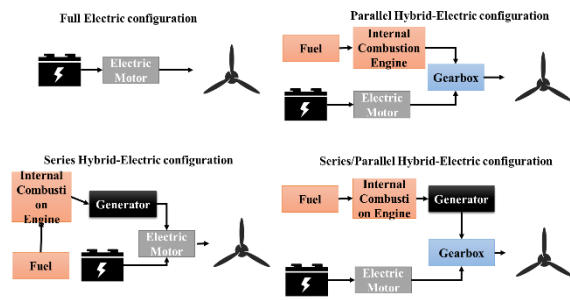 Full Electric configuration
Electric
Motor
Parallel Hybrid-Electric configuration
Fuel
Internal
Combustion
Engine
Gearbox
Electric
Motor
Series Hybrid-Electric configuration
Internal
Combusti
on Engine
Generator
Electric
Motor
Fuel
Series/Parallel Hybrid-Electric configuration
Fuel
Internal
Combusti
on Engine
Generator
Gearbox
Electric
Motor